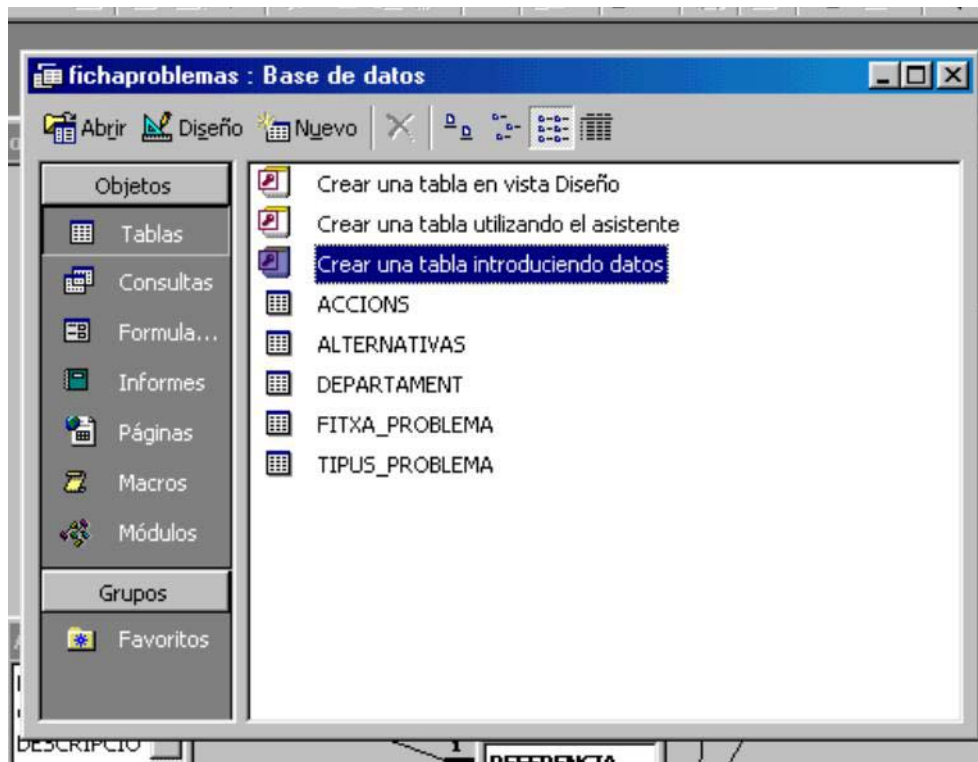 fichaproblemas : Base de datos
Abrir Diseño Nuevo
Objetos
Tablas
Consultas
Formula...
Informes
Páginas
Macros
Módulos
Grupos
Favoritos
Crear una tabla en vista Diseño
Crear una tabla utilizando el asistente
Crear una tabla introduciendo datos
ACCIONS
ALTERNATIVAS
DEPARTAMENT
FITXA_PROBLEMA
TIPUS_PROBLEMA
DESCRIPCIO
1
REFERENCIA